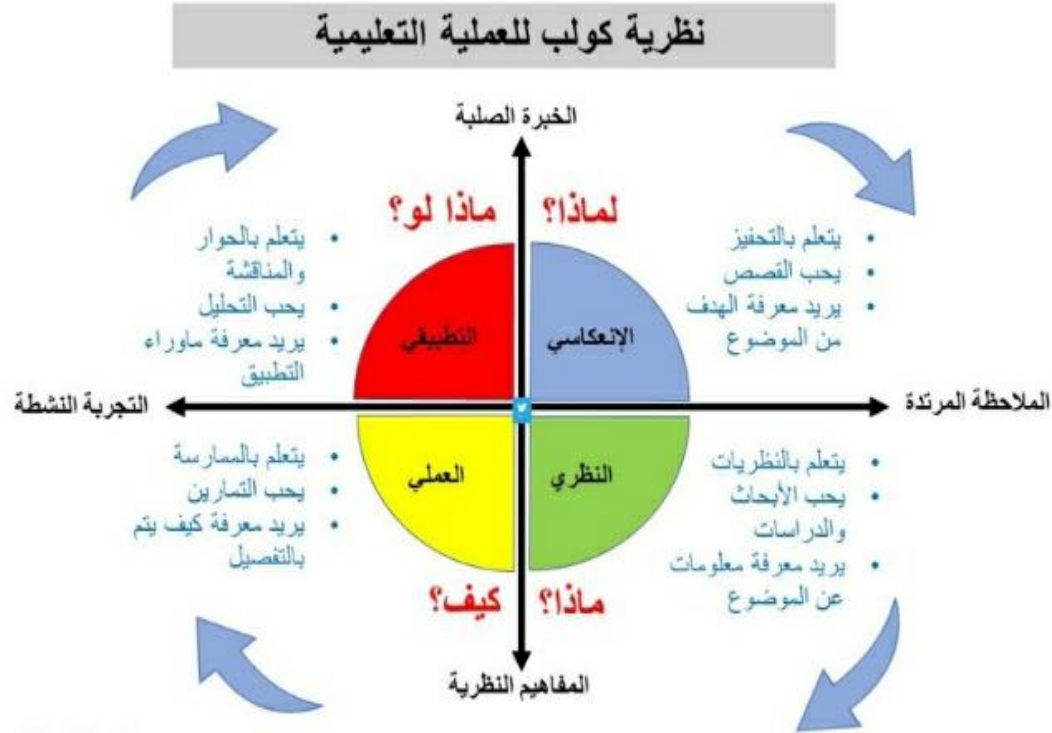 نظرية كولب للعملية التعليمية
الخبرة الصلبة
لماذا؟
ماذا لو؟
• يتعلم بالتحفيز
• يحب القصص
• يريد معرفة الهدف
من الموضوع
• يتعلم بالحوار
والمناقشة
• يحب التحليل
• يريد معرفة ماوراء
التطبيق
الإنعكاسي
التطبيقي
الملاحظة المرتدة
التجربة النشطة
النظري
العملي
• يتعلم بالنظريات
• يحب الأبحاث
والدراسات
• يريد معرفة معلومات
عن الموضوع
• يتعلم بالممارسة
• يحب التمارين
• يريد معرفة كيف يتم
بالتفصيل
ماذا؟
كيف؟
المفاهيم النظرية